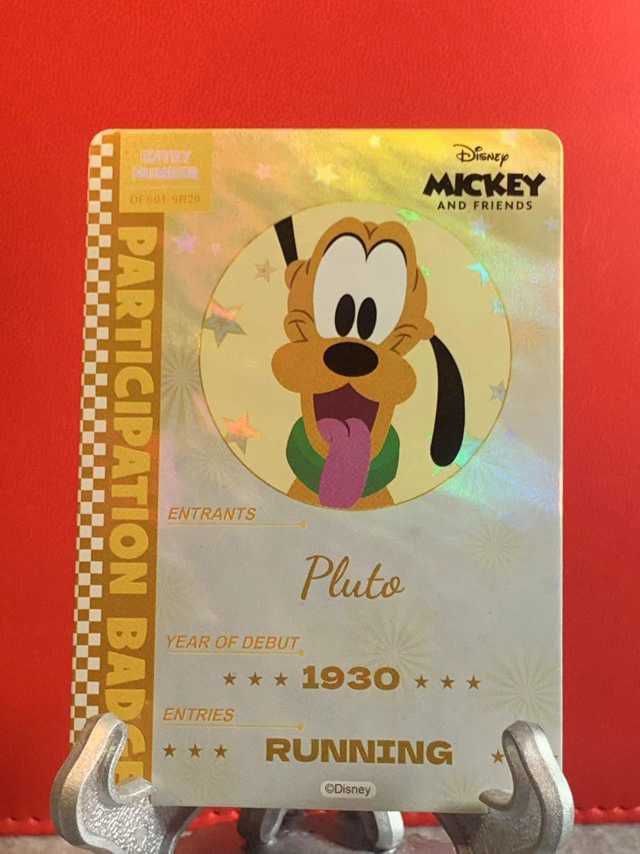 ENTRY
NUMBER
Disney
MICKEY
AND FRIENDS
PARTICIPATION BADGE
ENTRANTS
Pluto
YEAR OF DEBUT
1930
ENTRIES
RUNNING
©Disney